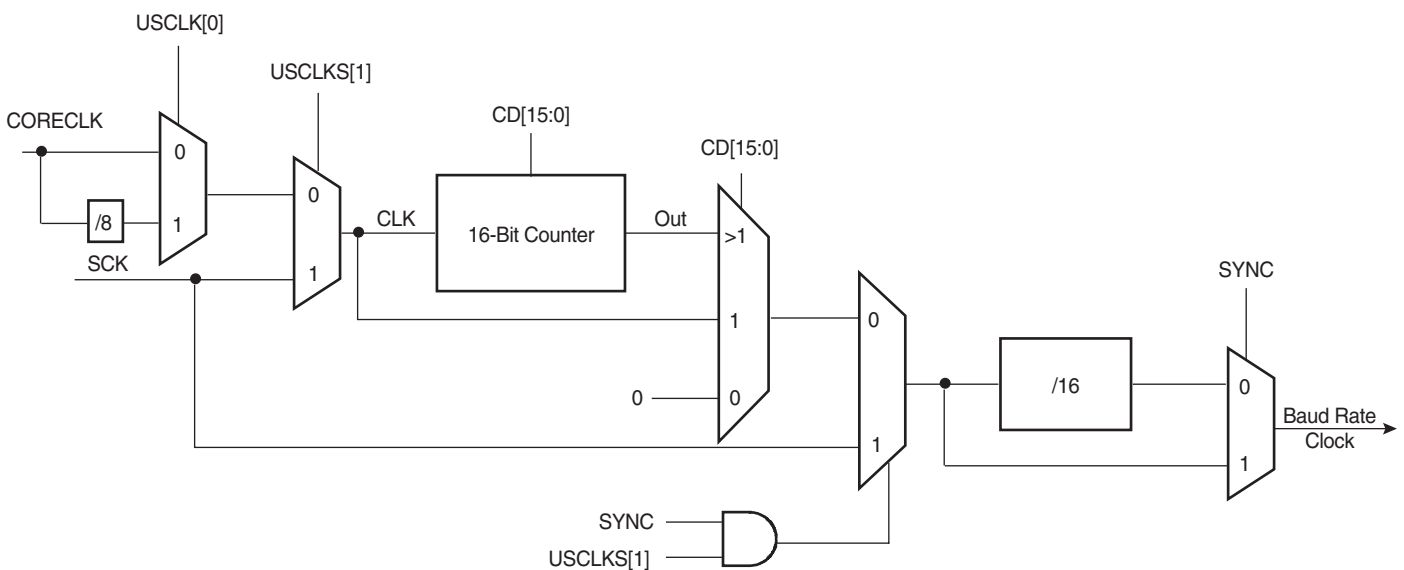 USCLK[0]
USCLKS[1]
CORECLK
CD[15:0]
CD[15:0]
0
0
/8
1
CLK
16-Bit Counter
Out
>1
SCK
1
SYNC
1
0
/16
0
0
0
1
1
Baud Rate
Clock
SYNC
USCLKS[1]